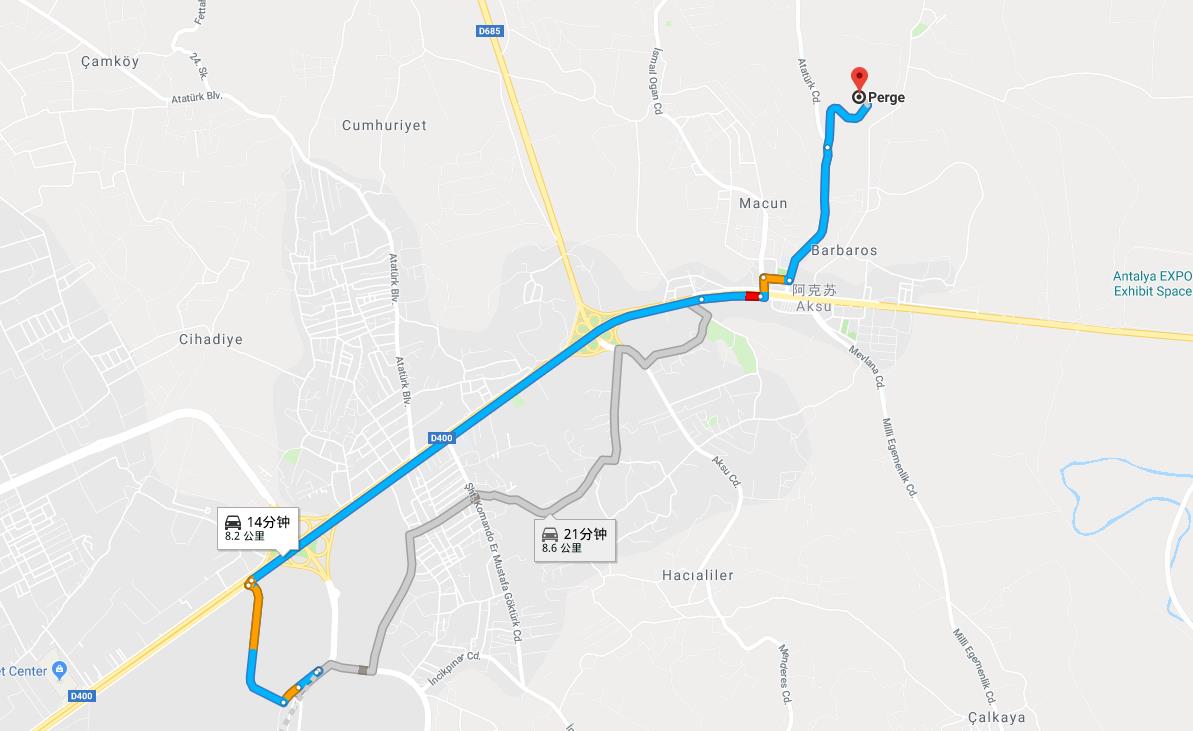 Fettah
D685
Çamköy
24. Sk.
İsmail Ogan Cd
Atatürk Cd.
Atatürk Blv.
Perge
Cumhuriyet
Macun
Barbaros
Atatürk Blv.
Antalya EXPO
Exhibit Space
阿克苏
Aksu
Cihadiye
Mevlana Cd.
Atatürk Blv.
D400
Milli Egemenlik Cd.
Aksu Cd.
Şht. Komando Er Mustafa Göktürk Cd.
14分钟
8.2 公里
21分钟
8.6 公里
Hacıaliler
İncikpınar Cd.
Menderes Cd.
Milli Egemenlik Cd.
et Center
D400
Çalkaya